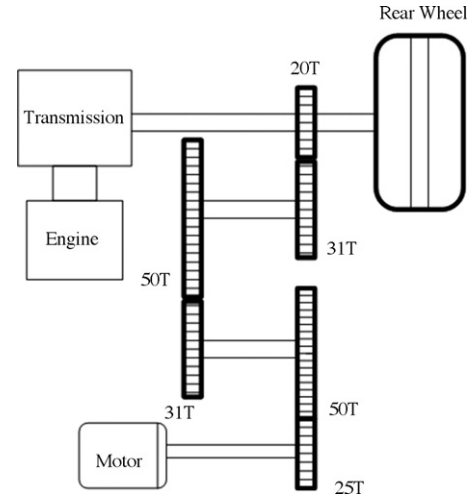 Rear Wheel
20T
Transmission
Engine
31T
50T
31T
50T
Motor
25T